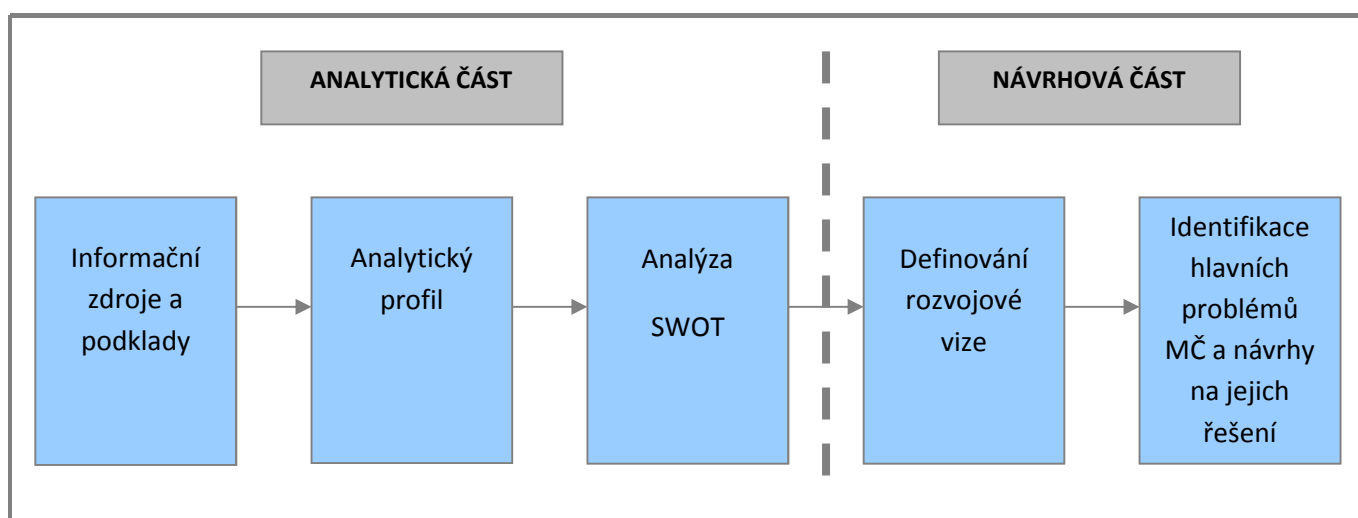 ANALYTICKÁ ČÁST
NÁVRHOVÁ ČÁST
Informační
zdroje a
podklady
Analytický
profil
Analýza
SWOT
Definování
rozvojové
vize
Identifikace
hlavních
problémů
MČ a návrhy
na jejich
řešení